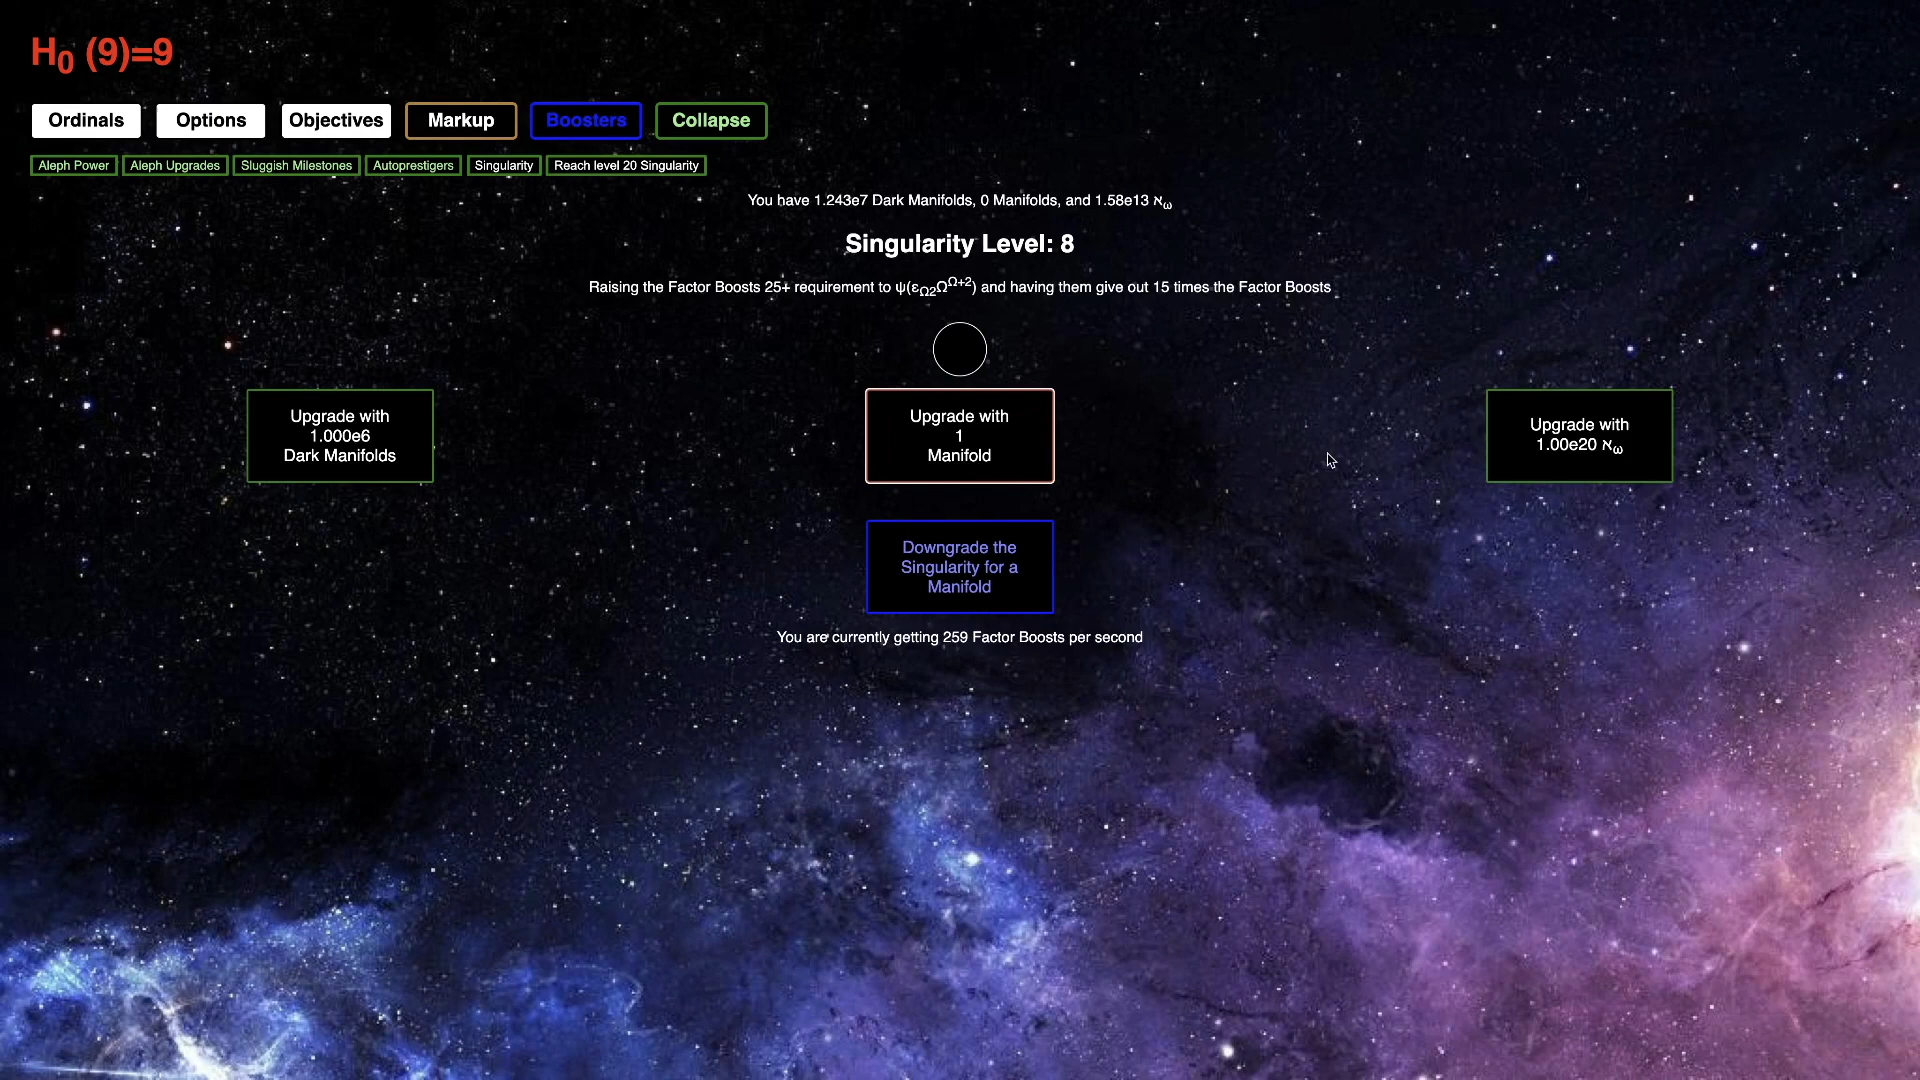 H₀ (9)=9
Ordinals Options Objectives Markup Boosters Collapse
Aleph Power Aleph Upgrades Sluggish Milestones Autoprestigers Singularity Reach level 20 Singularity
You have 1.243e7 Dark Manifolds, 0 Manifolds, and 1.58e13 ℵω
Singularity Level: 8
Raising the Factor Boosts 25+ requirement to ψ(εΩ2Ω^Ω+2) and having them give out 15 times the Factor Boosts
Upgrade with
1.000e6
Dark Manifolds
Upgrade with
1
Manifold
Upgrade with
1.00e20 ℵω
Downgrade the
Singularity for a
Manifold
You are currently getting 259 Factor Boosts per second